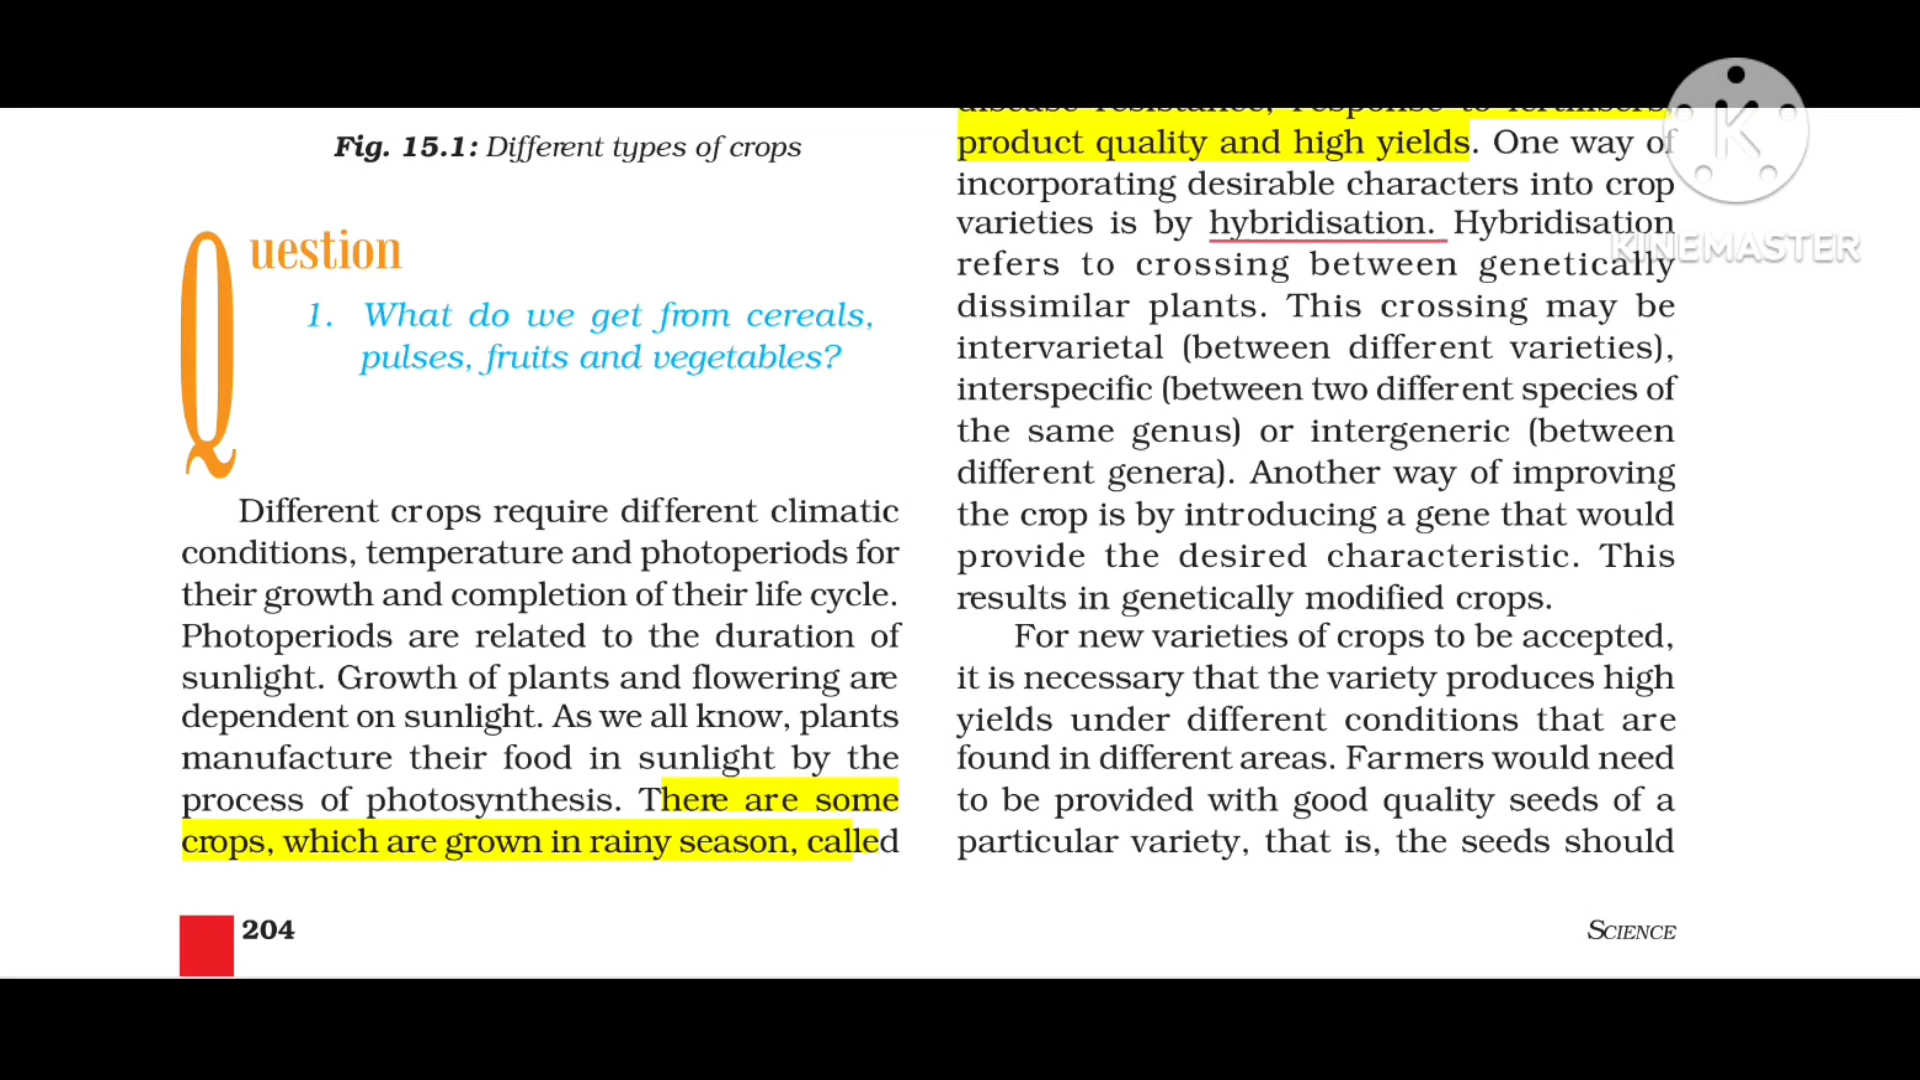 Fig. 15.1: Different types of crops
Question
1. What do we get from cereals,
pulses, fruits and vegetables?
Different crops require different climatic
conditions, temperature and photoperiods for
their growth and completion of their life cycle.
Photoperiods are related to the duration of
sunlight. Growth of plants and flowering are
dependent on sunlight. As we all know, plants
manufacture their food in sunlight by the
process of photosynthesis. There are some
crops, which are grown in rainy season, called
disease resistance, response to fertilisers,
product quality and high yields. One way of
incorporating desirable characters into crop
varieties is by hybridisation. Hybridisation
refers to crossing between genetically
dissimilar plants. This crossing may be
intervarietal (between different varieties),
interspecific (between two different species of
the same genus) or intergeneric (between
different genera). Another way of improving
the crop is by introducing a gene that would
provide the desired characteristic. This
results in genetically modified crops.
For new varieties of crops to be accepted,
it is necessary that the variety produces high
yields under different conditions that are
found in different areas. Farmers would need
to be provided with good quality seeds of a
particular variety, that is, the seeds should
204
SCIENCE
K
KINEMASTER